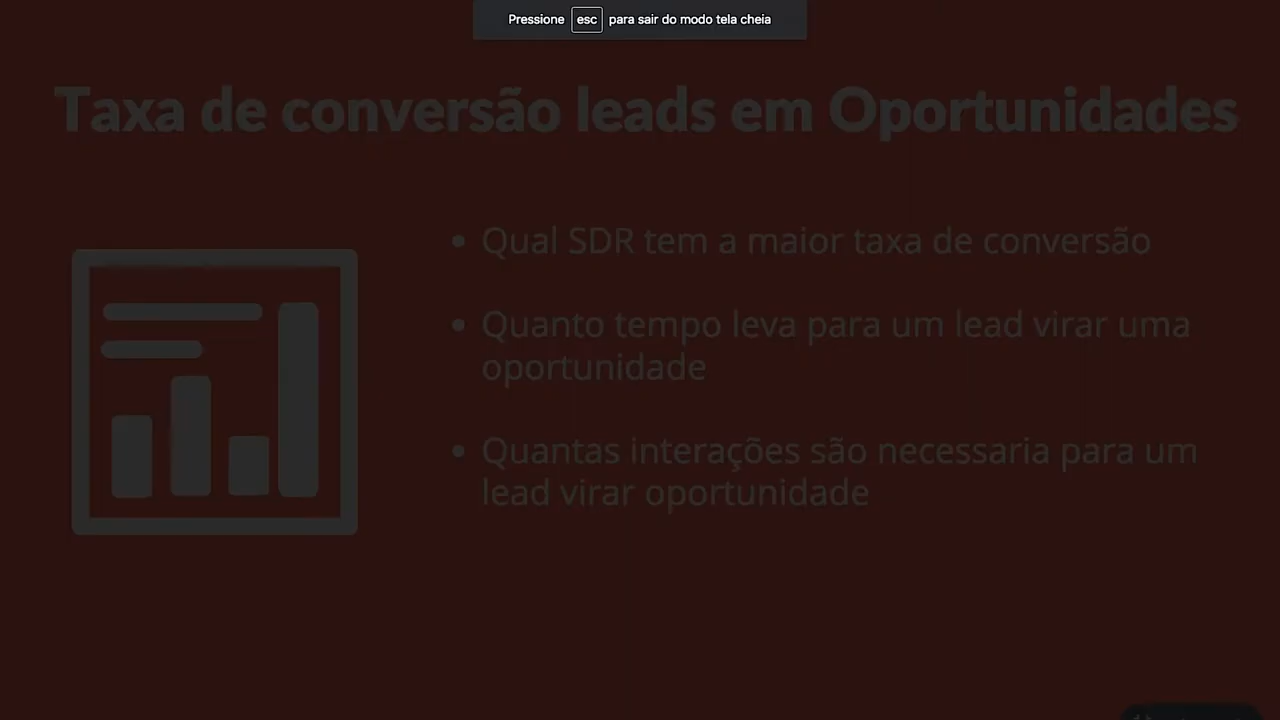 Pressione esc para sair do modo tela cheia
Taxa de conversão leads em Oportunidades
• Qual SDR tem a maior taxa de conversão
• Quanto tempo leva para um lead virar uma
oportunidade
• Quantas interações são necessaria para um
lead virar oportunidade